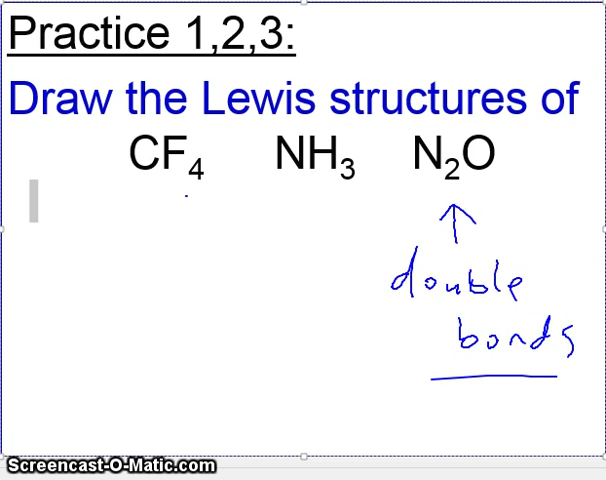 Practice 1,2,3:
Draw the Lewis structures of
CF₄ NH₃ N₂O
double
bonds
Screencast-O-Matic.com